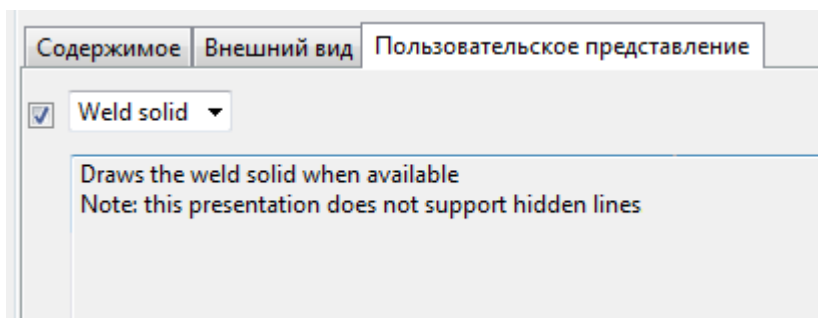 Содержимое Внешний вид Пользовательское представление
Weld solid
Draws the weld solid when available
Note: this presentation does not support hidden lines